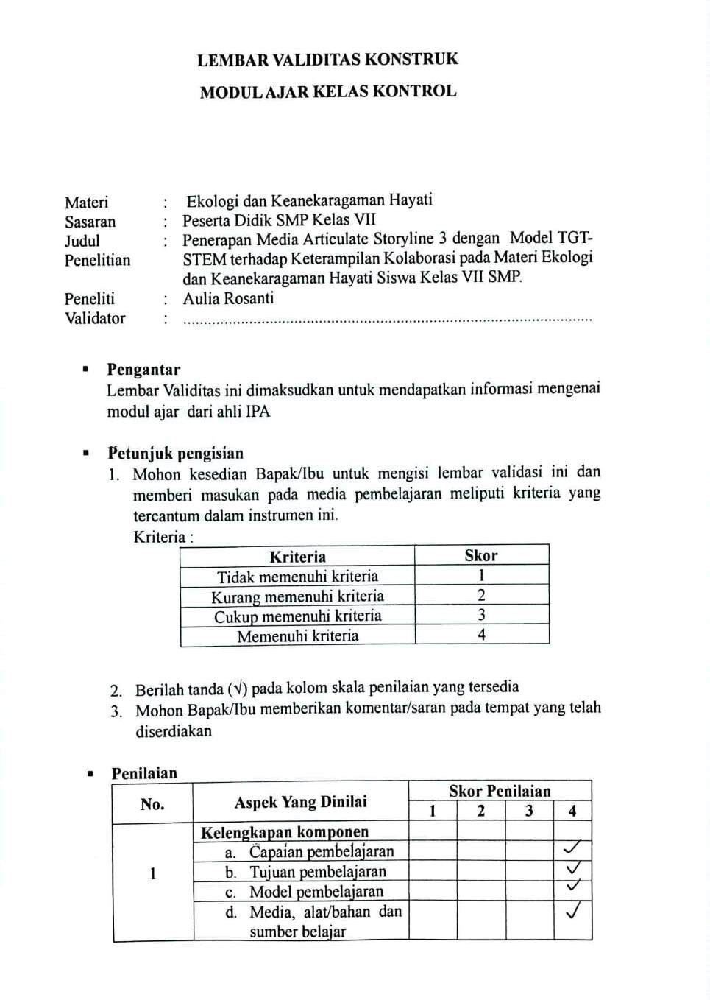 LEMBAR VALIDITAS KONSTRUK
MODUL AJAR KELAS KONTROL
Materi : Ekologi dan Keanekaragaman Hayati
Sasaran : Peserta Didik SMP Kelas VII
Judul : Penerapan Media Articulate Storyline 3 dengan Model TGT-
Penelitian STEM terhadap Keterampilan Kolaborasi pada Materi Ekologi
dan Keanekaragaman Hayati Siswa Kelas VII SMP.
Peneliti : Aulia Rosanti
Validator : ........................................................................................
▪ Pengantar
Lembar Validitas ini dimaksudkan untuk mendapatkan informasi mengenai
modul ajar dari ahli IPA
▪ Petunjuk pengisian
1. Mohon kesedian Bapak/Ibu untuk mengisi lembar validasi ini dan
memberi masukan pada media pembelajaran meliputi kriteria yang
tercantum dalam instrumen ini.
Kriteria :
Kriteria Skor
Tidak memenuhi kriteria 1
Kurang memenuhi kriteria 2
Cukup memenuhi kriteria 3
Memenuhi kriteria 4
2. Berilah tanda (√) pada kolom skala penilaian yang tersedia
3. Mohon Bapak/Ibu memberikan komentar/saran pada tempat yang telah
diserdiakan
▪ Penilaian
No. Aspek Yang Dinilai Skor Penilaian
1 2 3 4
Kelengkapan komponen
a. Capaian pembelajaran ✓
1 b. Tujuan pembelajaran ✓
c. Model pembelajaran ✓
d. Media, alat/bahan dan ✓
sumber belajar